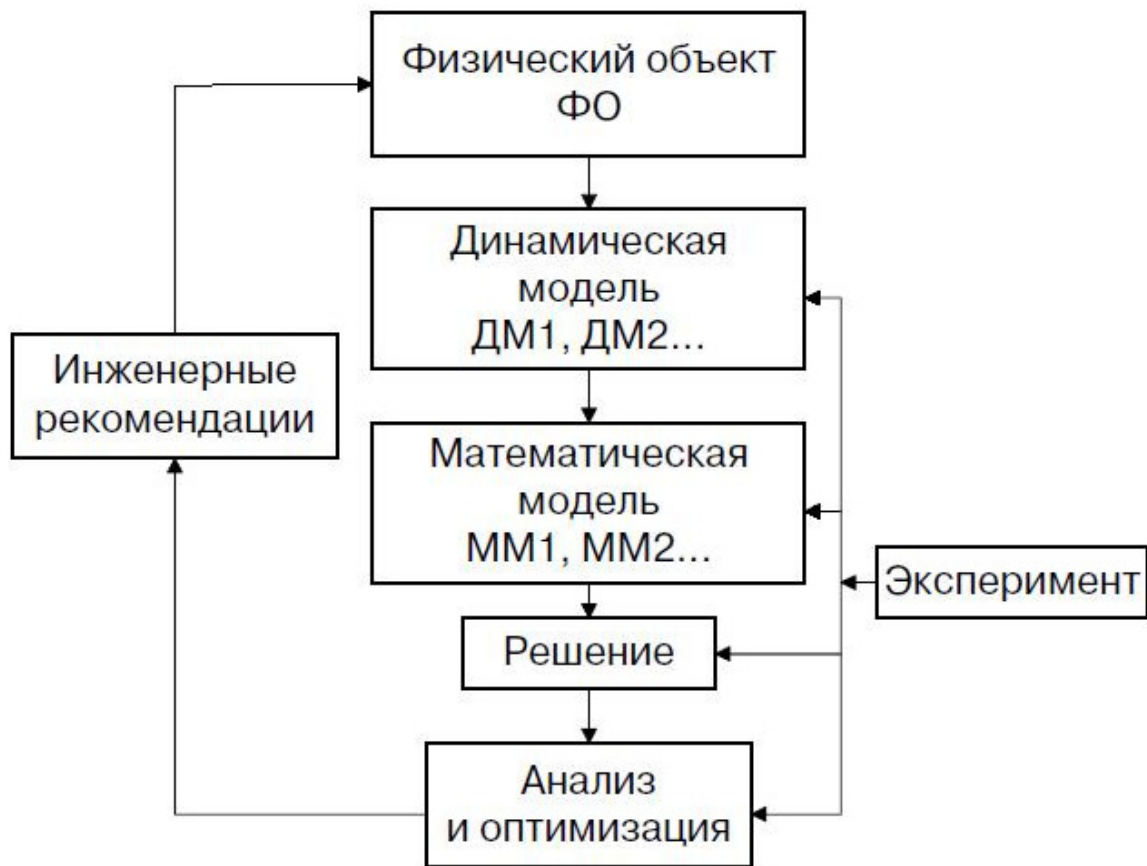 Физический объект
ФО
Динамическая
модель
ДМ1, ДМ2...
Инженерные
рекомендации
Математическая
модель
ММ1, ММ2...
Эксперимент
Решение
Анализ
и оптимизация